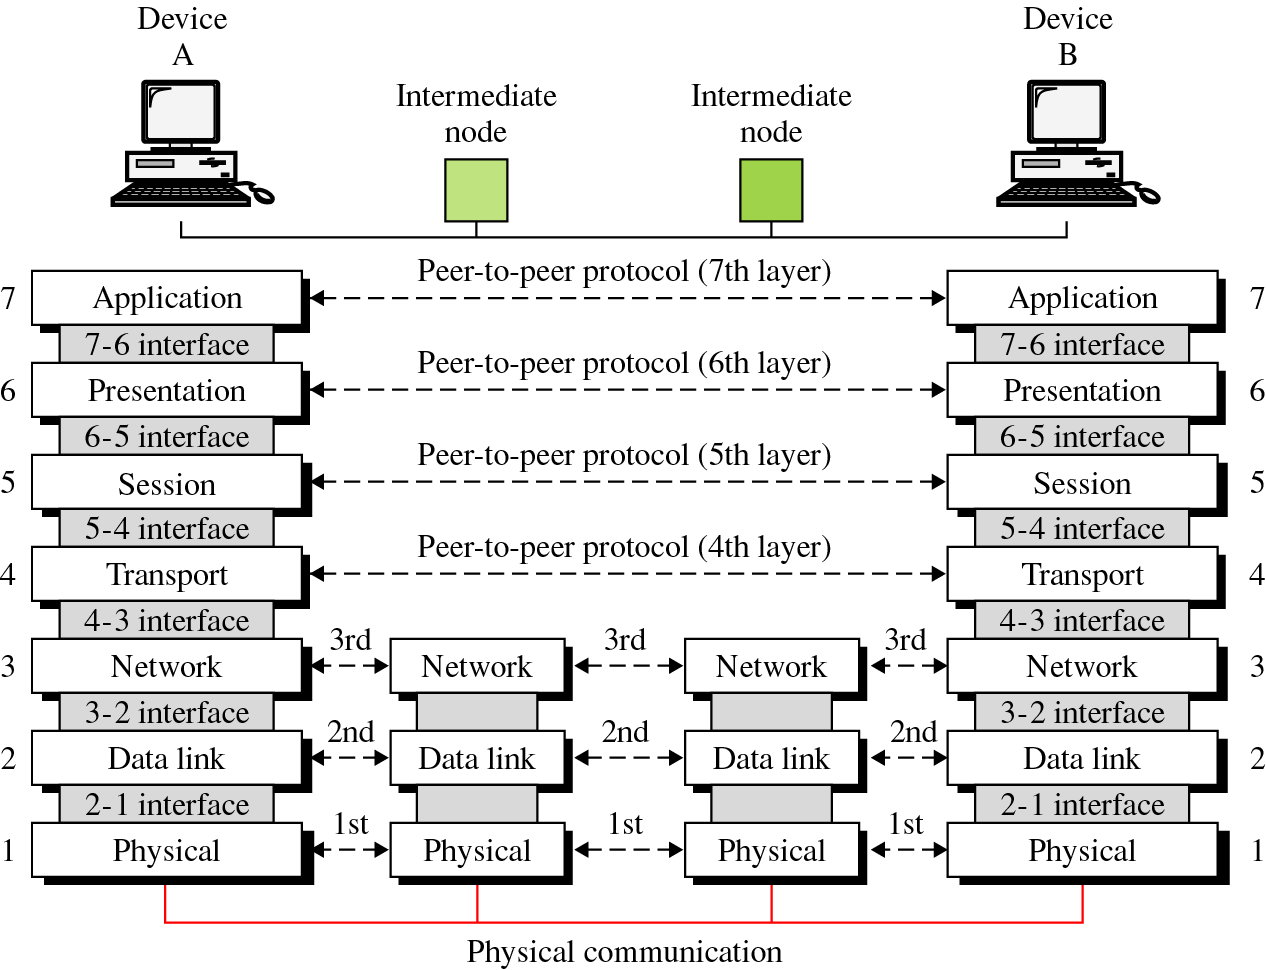 Device
A
Device
B
Intermediate
node
Intermediate
node
Peer-to-peer protocol (7th layer)
7 Application Application 7
7-6 interface 7-6 interface
Peer-to-peer protocol (6th layer)
6 Presentation Presentation 6
6-5 interface 6-5 interface
Peer-to-peer protocol (5th layer)
5 Session Session 5
5-4 interface 5-4 interface
Peer-to-peer protocol (4th layer)
4 Transport Transport 4
4-3 interface 4-3 interface
3rd 3rd 3rd
3 Network Network Network Network 3
3-2 interface 3-2 interface
2nd 2nd 2nd
2 Data link Data link Data link Data link 2
2-1 interface 2-1 interface
1st 1st 1st
1 Physical Physical Physical Physical 1
Physical communication